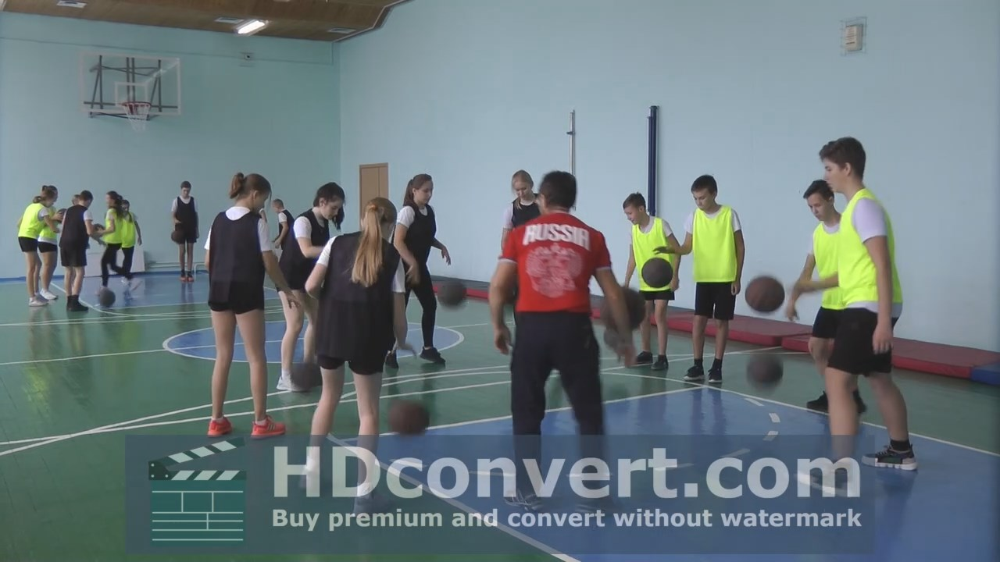 RUSSIA
HDconvert.com
Buy premium and convert without watermark